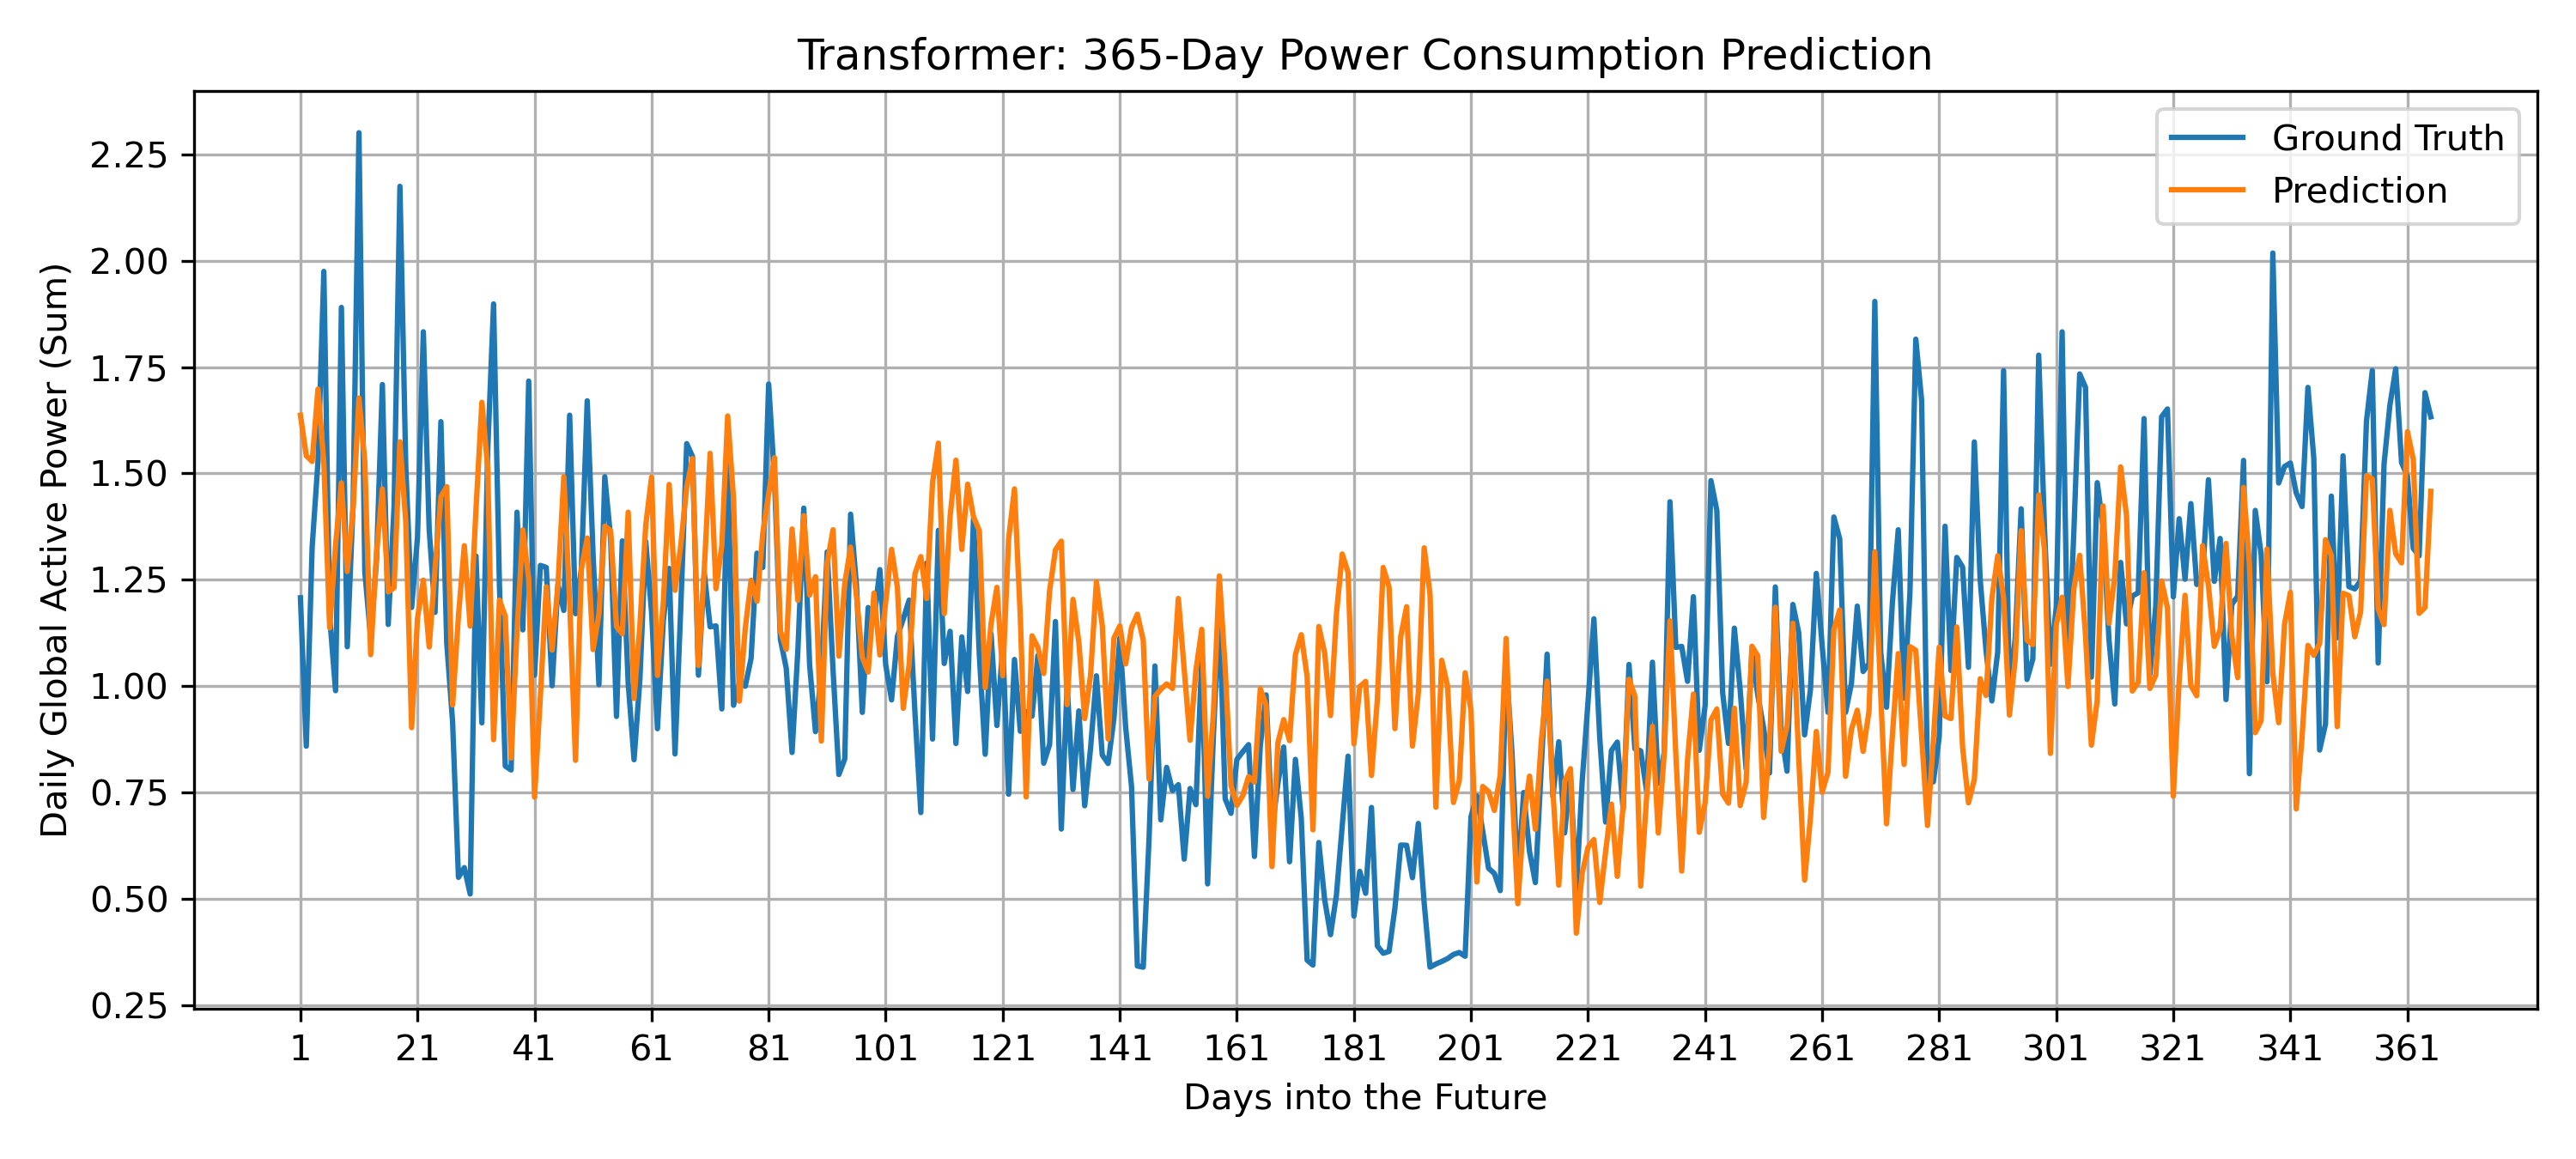 Transformer: 365-Day Power Consumption Prediction
Ground Truth
Prediction
Daily Global Active Power (Sum)
2.25
2.00
1.75
1.50
1.25
1.00
0.75
0.50
0.25
1 21 41 61 81 101 121 141 161 181 201 221 241 261 281 301 321 341 361
Days into the Future